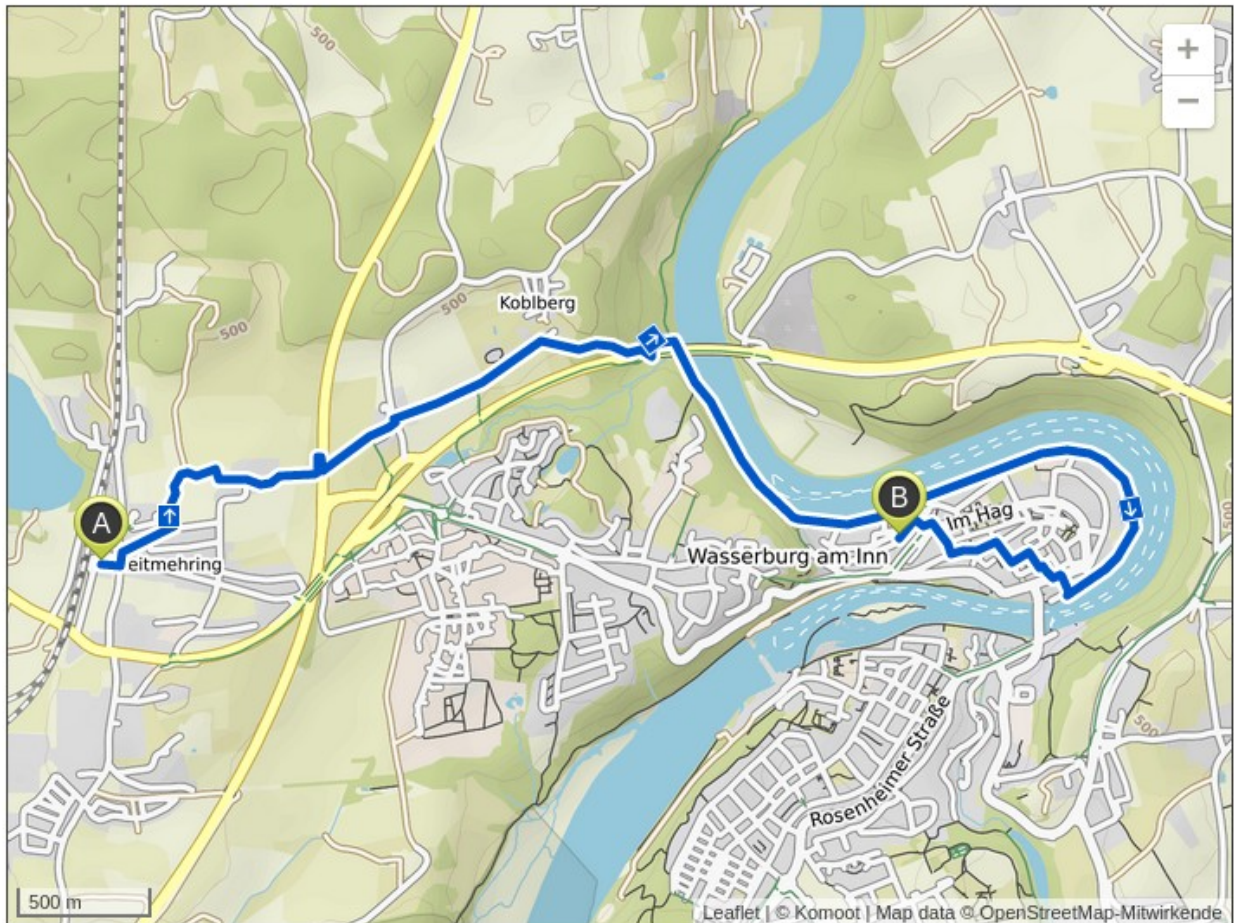 500
+
−
500
500
Koblberg
A
B
Im Hag
eitmehring
Wasserburg am Inn
500
Rosenheimer Straße
500
500 m
Leaflet | © Komoot | Map data © OpenStreetMap-Mitwirkende